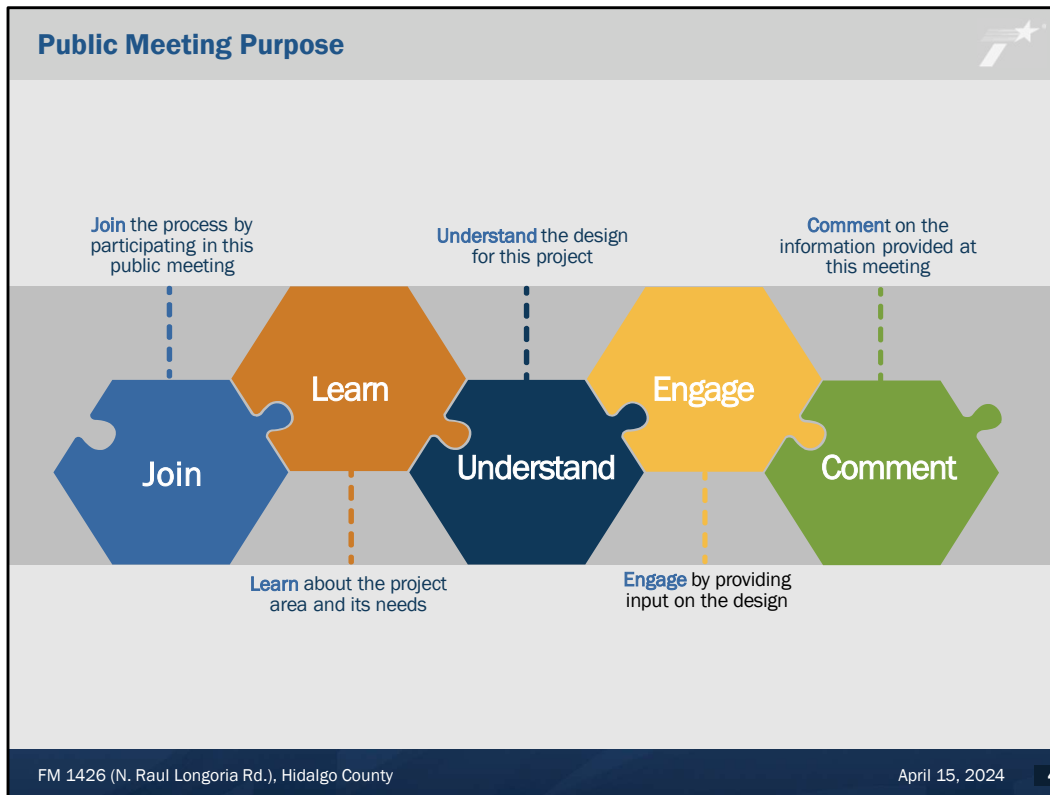 Public Meeting Purpose
Join the process by
participating in this
public meeting
Understand the design
for this project
Comment on the
information provided at
this meeting
Join
Learn
Understand
Engage
Comment
Learn about the project
area and its needs
Engage by providing
input on the design
FM 1426 (N. Raul Longoria Rd.), Hidalgo County
April 15, 2024